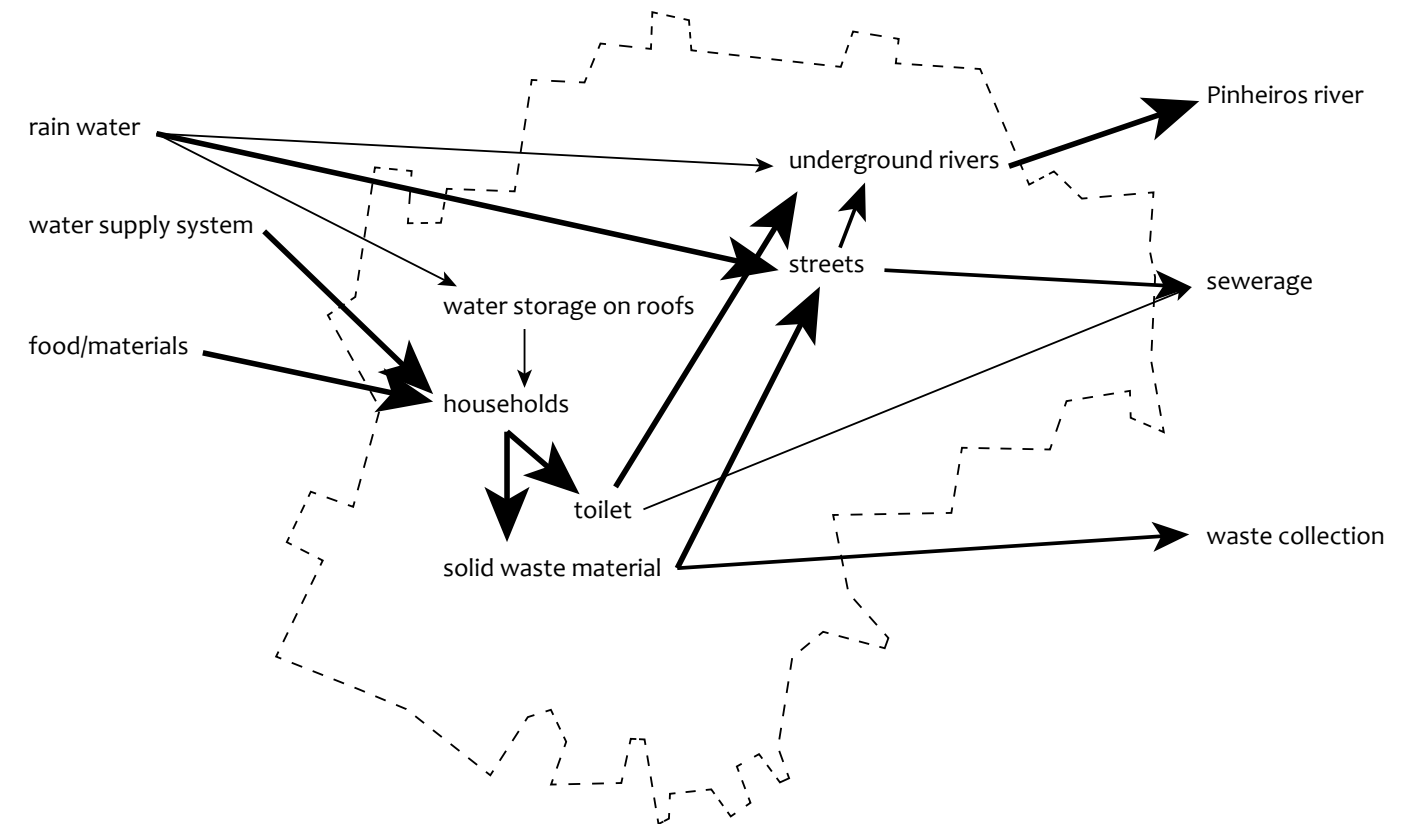 Pinheiros river
rain water
underground rivers
water supply system
streets
sewerage
water storage on roofs
food/materials
households
toilet
waste collection
solid waste material